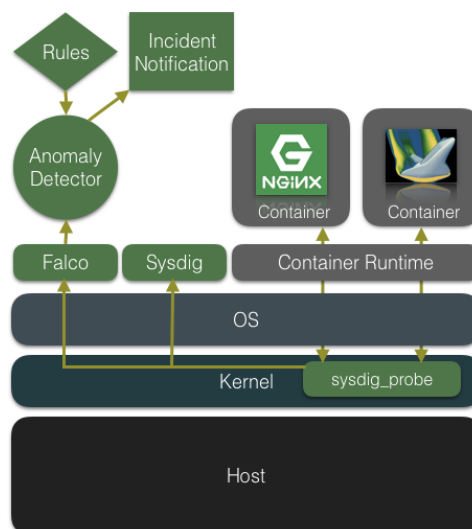 Rules
Incident
Notification
Anomaly
Detector
NGiNX
Container
Container
Falco
Sysdig
Container Runtime
OS
Kernel
sysdig_probe
Host